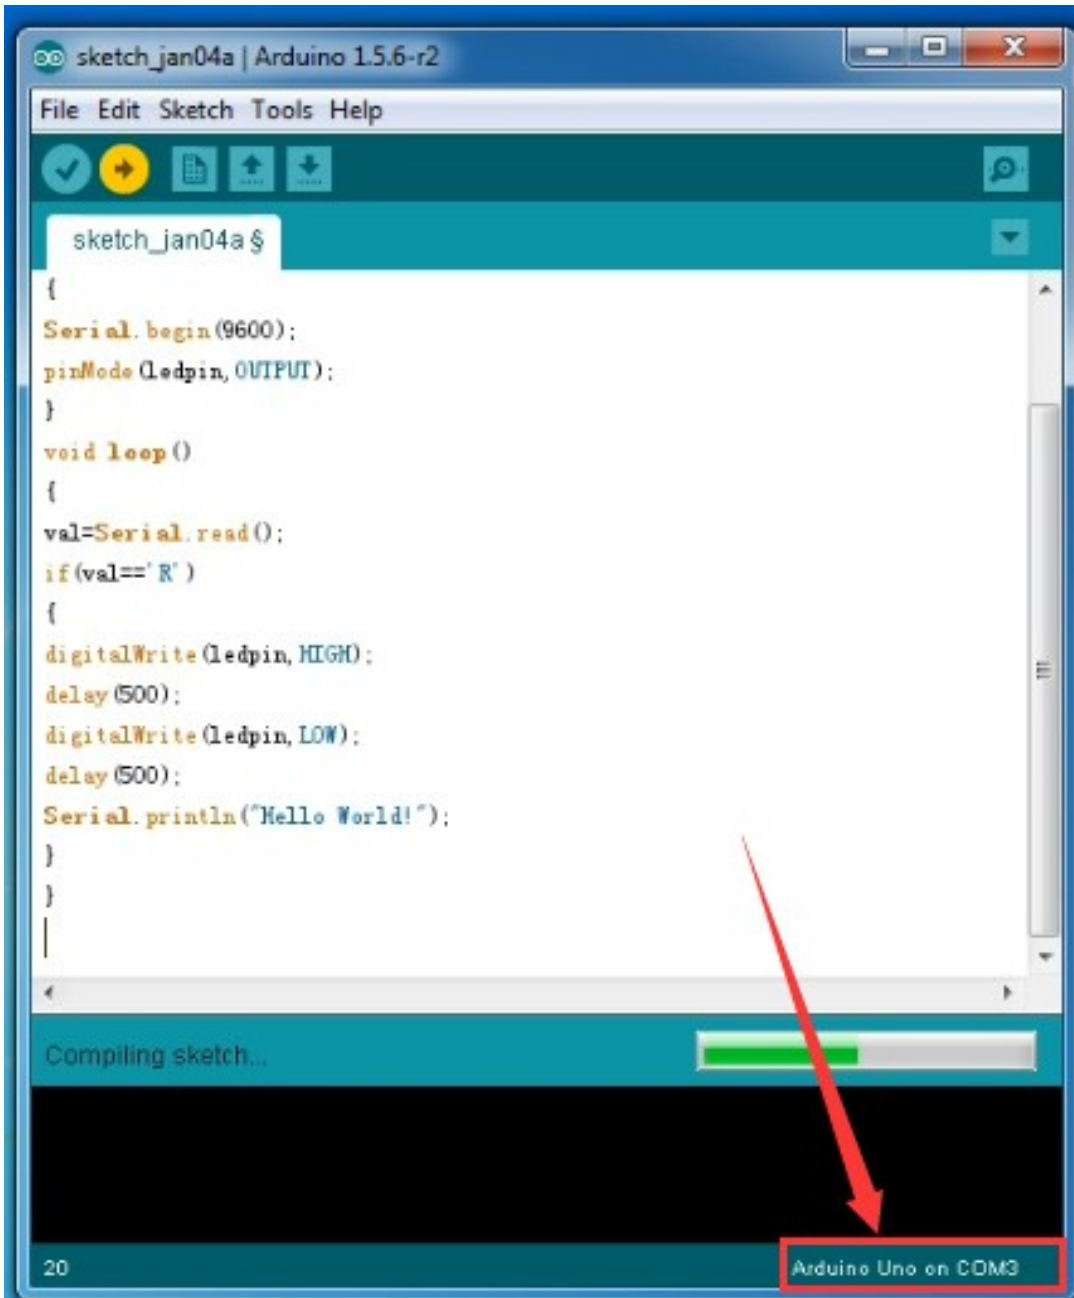 sketch_jan04a | Arduino 1.5.6-r2
File Edit Sketch Tools Help
sketch_jan04a §
{
Serial.begin(9600);
pinMode(ledpin,OUTPUT);
}
void loop()
{
val=Serial.read();
if(val=='R')
{
digitalWrite(ledpin,HIGH);
delay(500);
digitalWrite(ledpin,LOW);
delay(500);
Serial.println("Hello World!");
}
}
Compiling sketch...
20
Arduino Uno on COM3